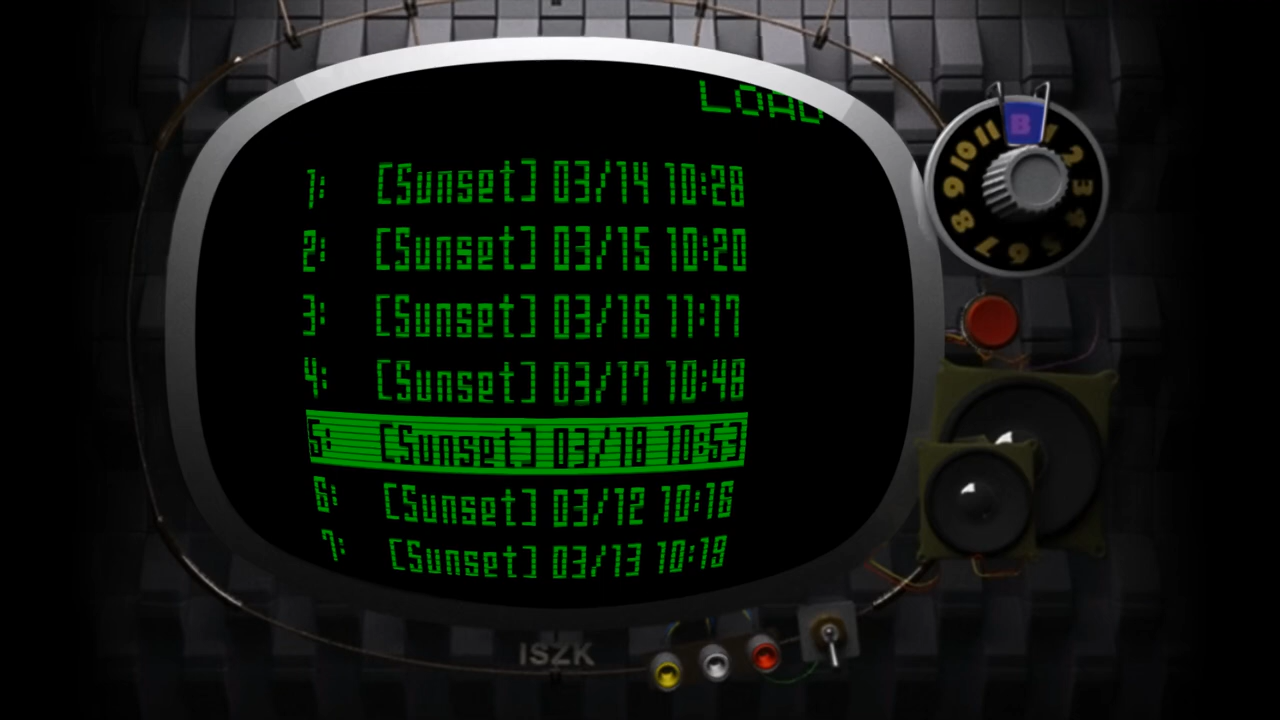 LOAD
1: [Sunset] 03/14 10:28
2: [Sunset] 03/15 10:20
3: [Sunset] 03/16 11:17
4: [Sunset] 03/17 10:48
5: [Sunset] 03/18 10:53
6: [Sunset] 03/12 10:16
7: [Sunset] 03/13 10:19
B
1
2
3
4
5
6
7
8
9
10
11
ISZK